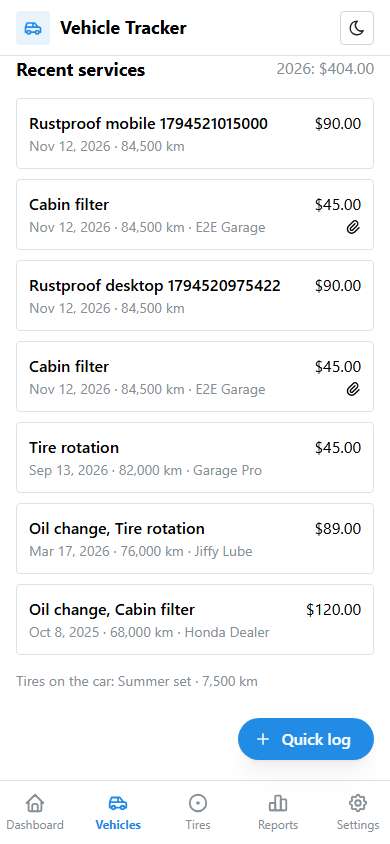 Vehicle Tracker
Recent services
2026: $404.00
Rustproof mobile 1794521015000
$90.00
Nov 12, 2026 · 84,500 km
Cabin filter
$45.00
Nov 12, 2026 · 84,500 km · E2E Garage
Rustproof desktop 1794520975422
$90.00
Nov 12, 2026 · 84,500 km
Cabin filter
$45.00
Nov 12, 2026 · 84,500 km · E2E Garage
Tire rotation
$45.00
Sep 13, 2026 · 82,000 km · Garage Pro
Oil change, Tire rotation
$89.00
Mar 17, 2026 · 76,000 km · Jiffy Lube
Oil change, Cabin filter
$120.00
Oct 8, 2025 · 68,000 km · Honda Dealer
Tires on the car: Summer set · 7,500 km
+ Quick log
Dashboard
Vehicles
Tires
Reports
Settings